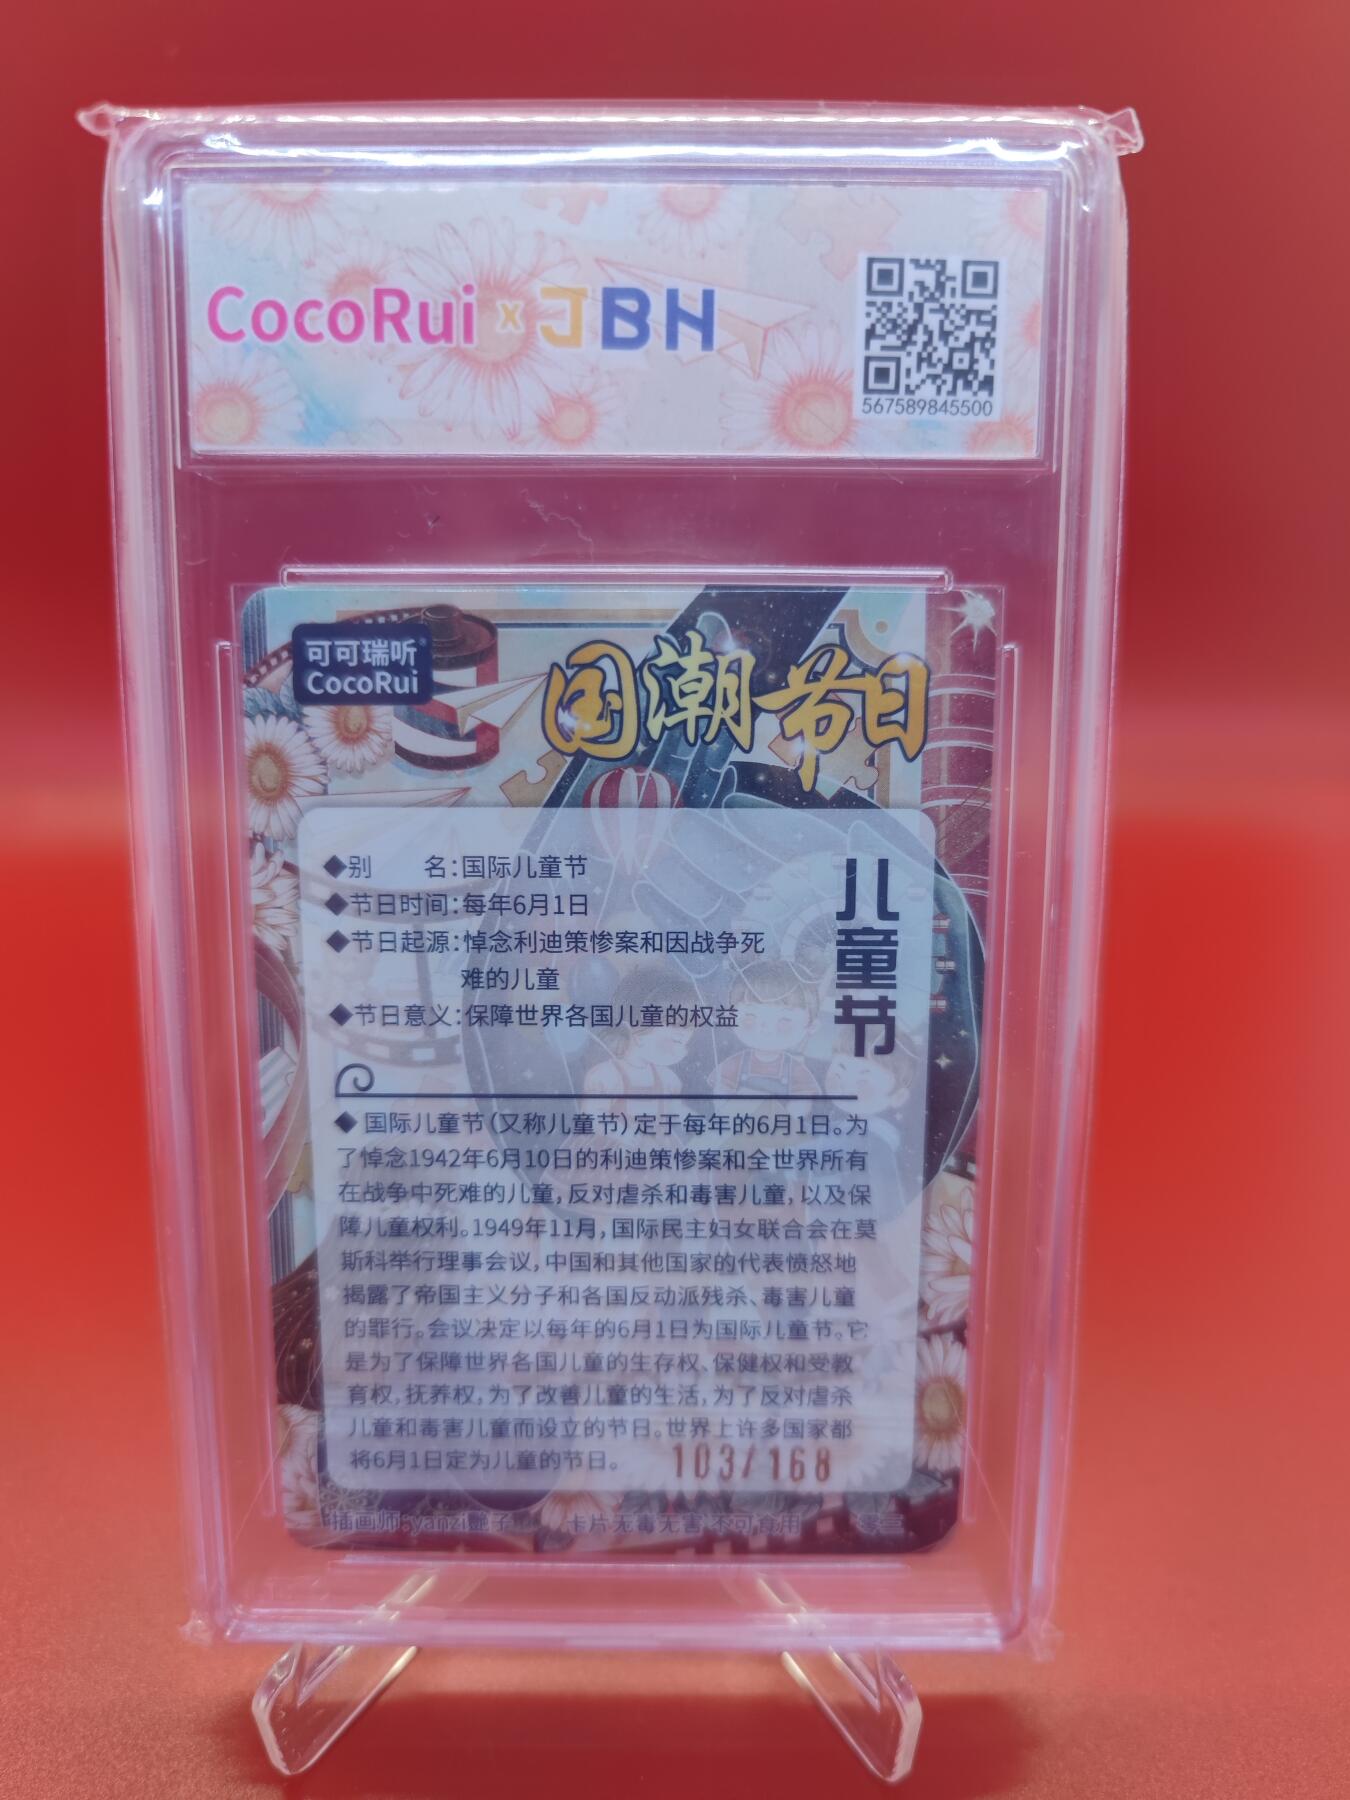 CocoRui x JBH
567589845500
可可瑞听
CocoRui
国潮节日
◆别 名：国际儿童节
◆节日时间：每年6月1日
◆节日起源：悼念利迪策惨案和因战争死
难的儿童
◆节日意义：保障世界各国儿童的权益
儿童节
◆ 国际儿童节（又称儿童节）定于每年的6月1日。为
了悼念1942年6月10日的利迪策惨案和全世界所有
在战争中死难的儿童，反对虐杀和毒害儿童，以及保
障儿童权利。1949年11月，国际民主妇女联合会在莫
斯科举行理事会议，中国和其他国家的代表愤怒地
揭露了帝国主义分子和各国反动派残杀、毒害儿童
的罪行。会议决定以每年的6月1日为国际儿童节。它
是为了保障世界各国儿童的生存权、保健权和受教
育权，抚养权，为了改善儿童的生活，为了反对虐杀
儿童和毒害儿童而设立的节日。世界上许多国家都
将6月1日定为儿童的节日。
103/168
插画师：yanzi艷子 卡片无毒无害 不可食用